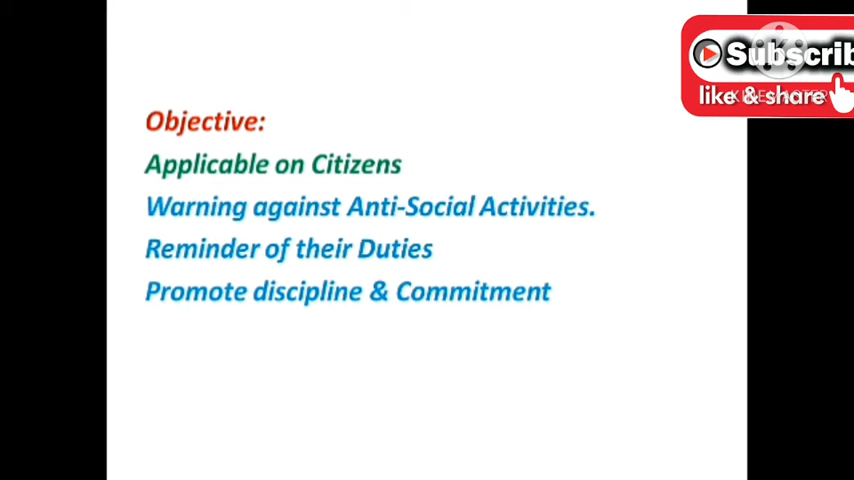 Subscrib
like & share
Objective:
Applicable on Citizens
Warning against Anti-Social Activities.
Reminder of their Duties
Promote discipline & Commitment